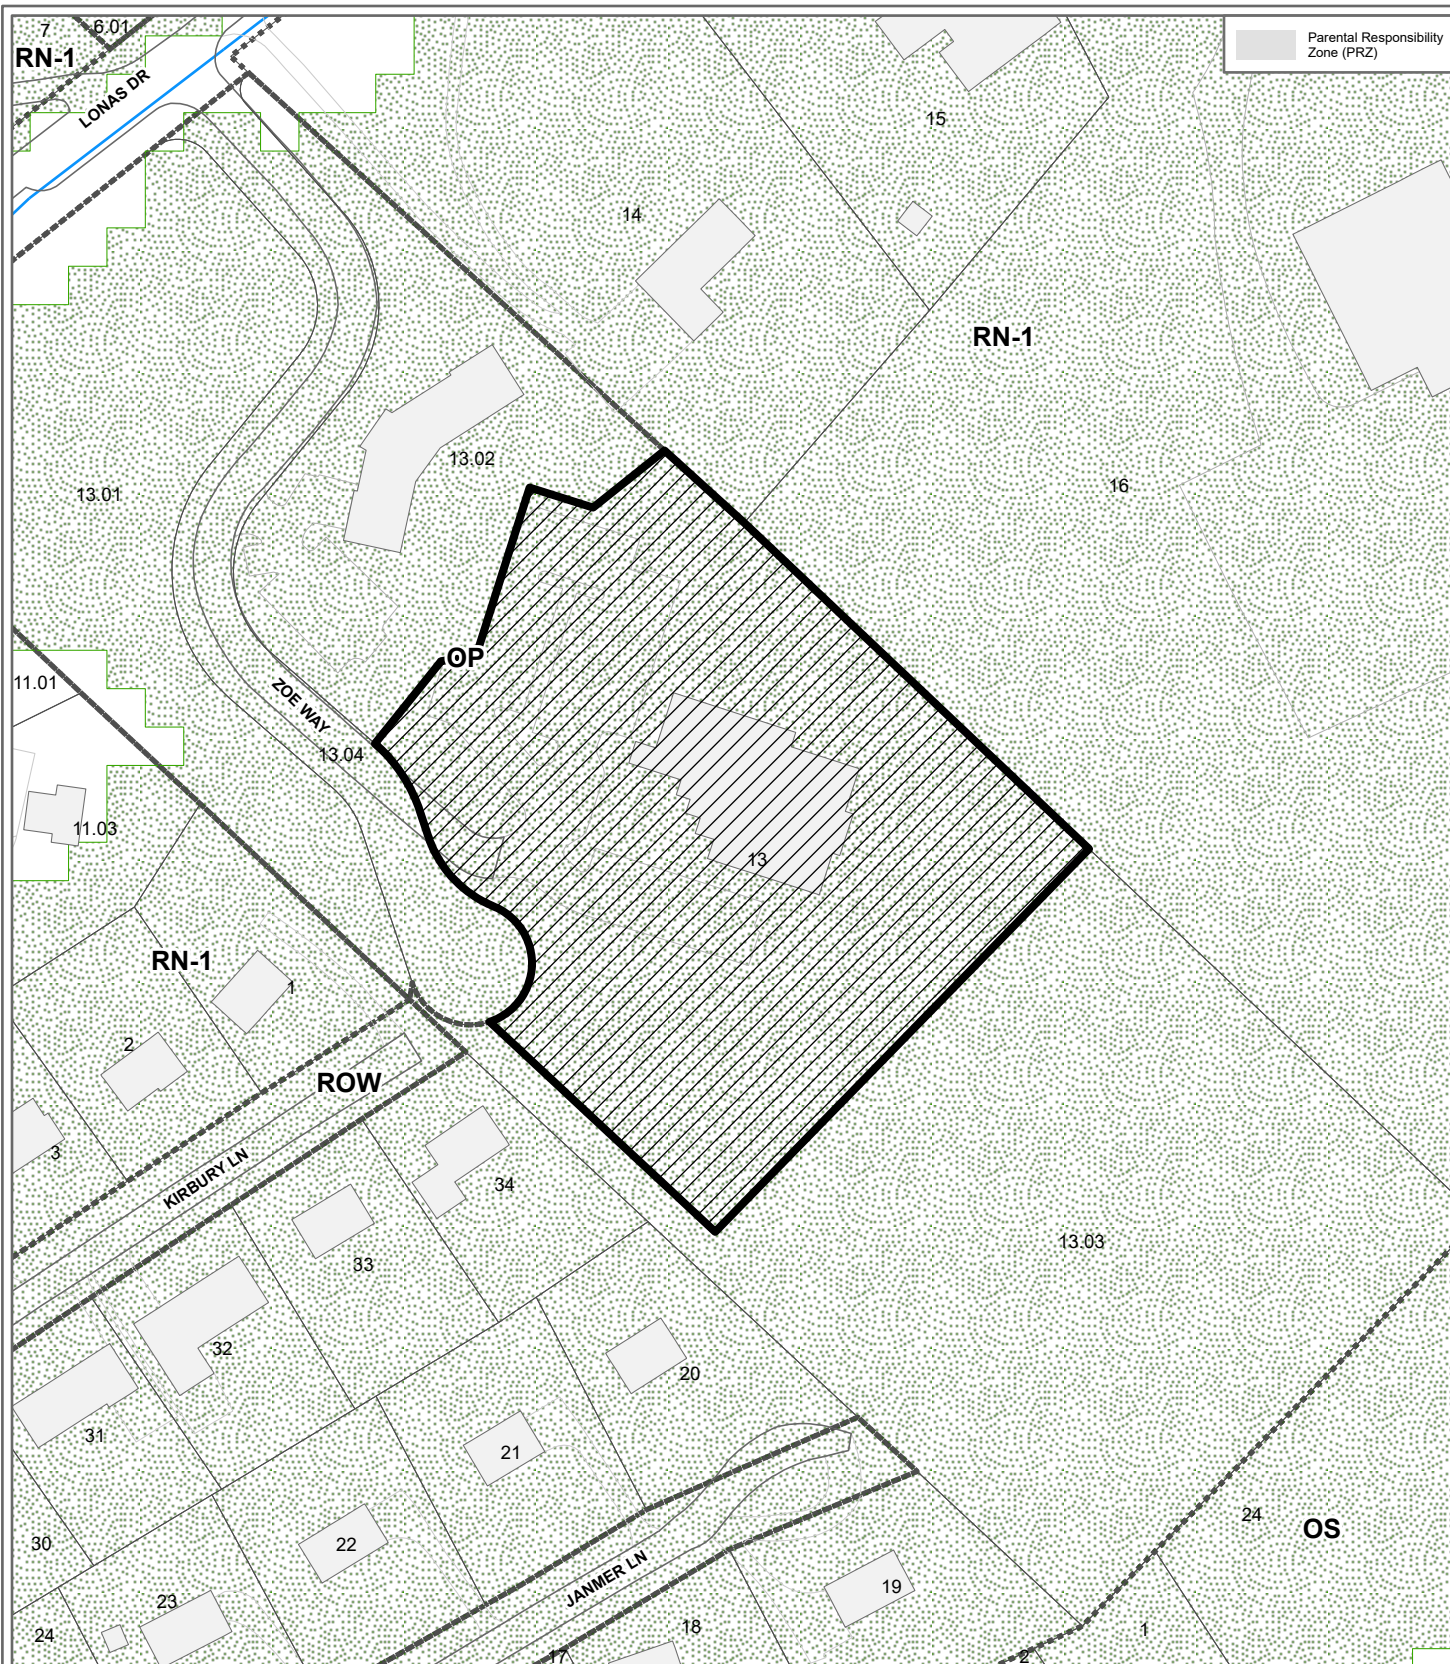 7
6.01
RN-1
Parental Responsibility
Zone (PRZ)
LONAS DR
15
14
RN-1
13.02
16
13.01
OP
11.01
ZOE WAY
13.04
11.03
13
RN-1
1
2
ROW
3
KIRBURY LN
34
33
13.03
32
20
31
21
24
OS
30
22
JANMER LN
19
23
18
1
24
17
2